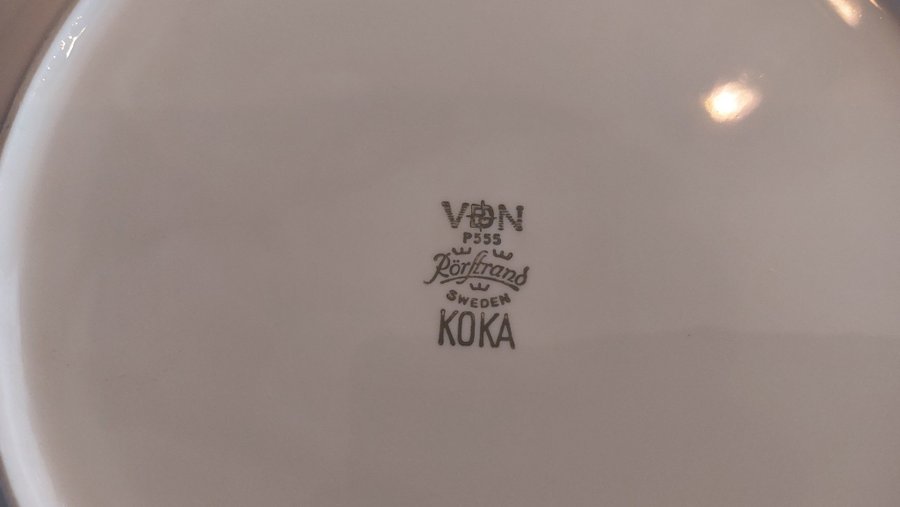 VDN
P555
Rörstrand
SWEDEN
KOKA